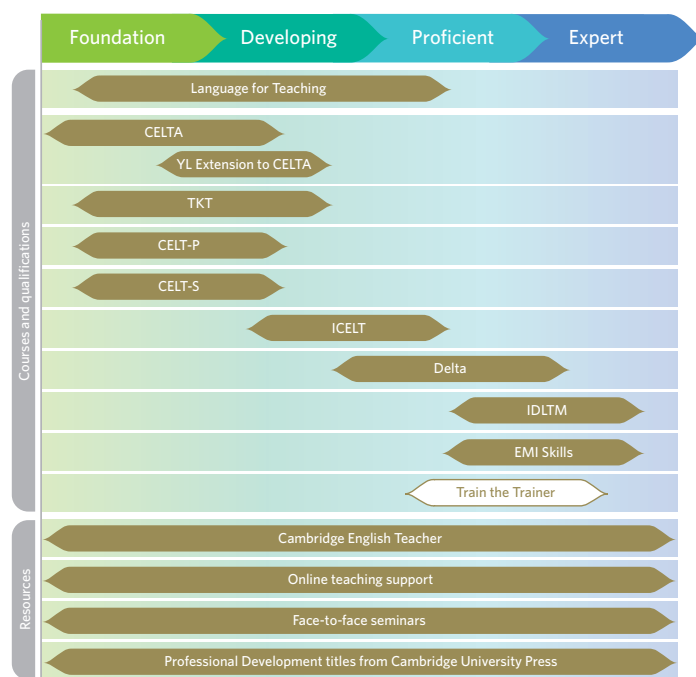 Foundation
Developing
Proficient
Expert
Courses and qualifications
Language for Teaching
CELTA
YL Extension to CELTA
TKT
CELT-P
CELT-S
ICELT
Delta
IDLTM
EMI Skills
Train the Trainer
Resources
Cambridge English Teacher
Online teaching support
Face-to-face seminars
Professional Development titles from Cambridge University Press